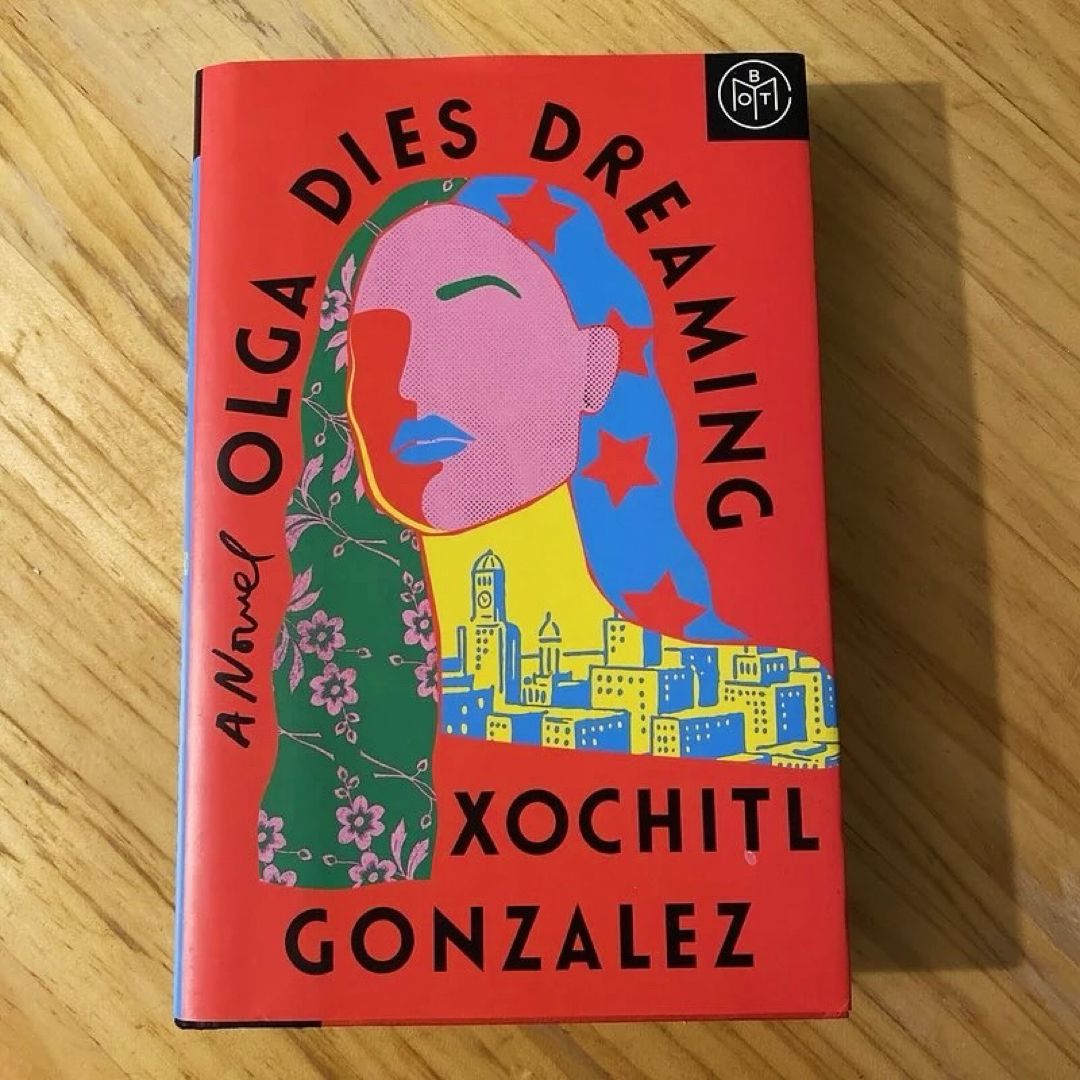 BOTM
OLGA DIES DREAMING
A Novel
XOCHITL
GONZALEZ